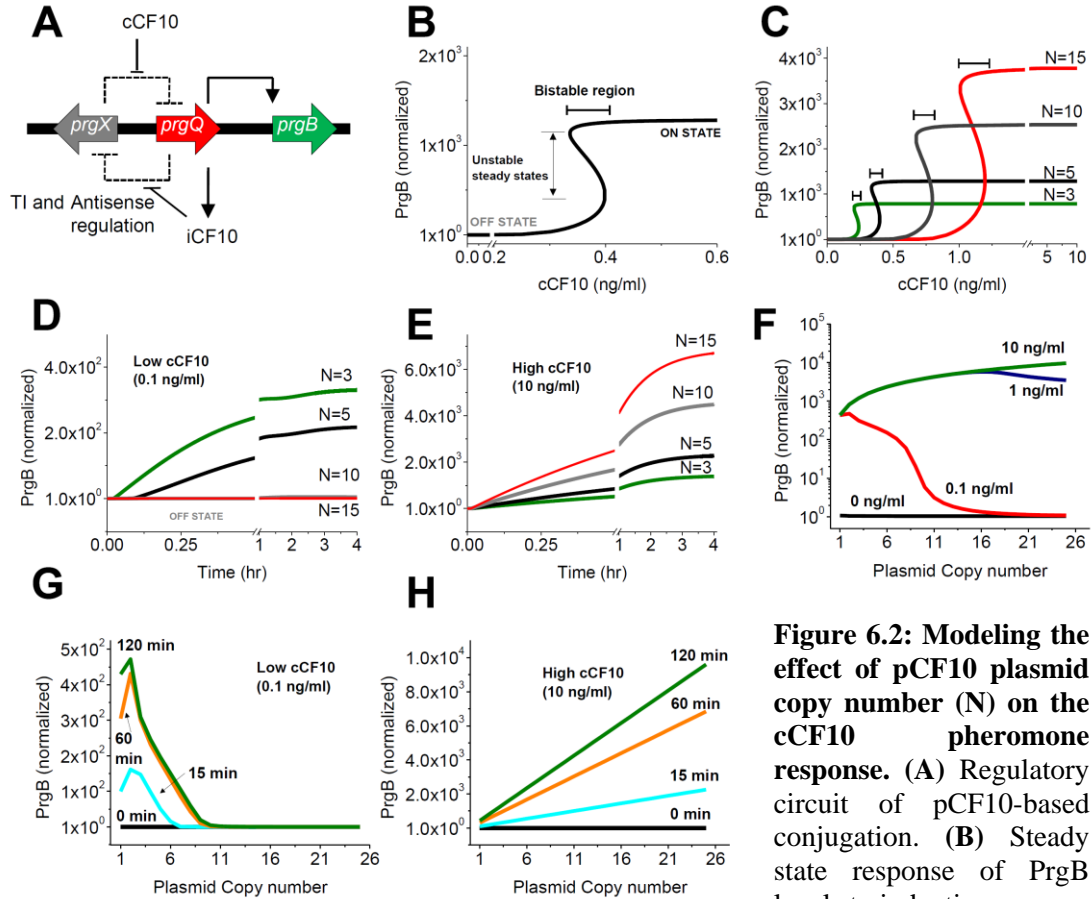 A
cCF10
prgX
prgQ
prgB
TI and Antisense
regulation
iCF10
B
PrgB (normalized)
2x10³
1x10³
1x10⁰
Bistable region
ON STATE
Unstable
steady states
OFF STATE
0.0 0.2 0.4 0.6
cCF10 (ng/ml)
C
PrgB (normalized)
4x10³
3x10³
2x10³
1x10³
1x10⁰
N=15
N=10
N=5
N=3
0.0 0.5 1.0 5 10
cCF10 (ng/ml)
D
PrgB (normalized)
4.0x10²
2.0x10²
1.0x10⁰
Low cCF10
(0.1 ng/ml)
N=3
N=5
N=10
OFF STATE
N=15
0.00 0.25 1 2 3 4
Time (hr)
E
PrgB (normalized)
6.0x10³
4.0x10³
2.0x10³
1.0x10⁰
High cCF10
(10 ng/ml)
N=15
N=10
N=5
N=3
0.00 0.25 1 2 3 4
Time (hr)
F
PrgB (normalized)
10⁵
10⁴
10³
10²
10¹
10⁰
10 ng/ml
1 ng/ml
0.1 ng/ml
0 ng/ml
1 6 11 16 21 26
Plasmid Copy number
G
PrgB (normalized)
5x10²
4x10²
3x10²
2x10²
1x10²
1x10⁰
120 min
Low cCF10
(0.1 ng/ml)
60
min
15 min
0 min
1 6 11 16 21 26
Plasmid Copy number
H
PrgB (normalized)
1.0x10⁴
8.0x10³
6.0x10³
4.0x10³
2.0x10³
1.0x10⁰
High cCF10
(10 ng/ml)
120 min
60 min
15 min
0 min
1 6 11 16 21 26
Plasmid Copy number
Figure 6.2: Modeling the
effect of pCF10 plasmid
copy number (N) on the
cCF10 pheromone
response. (A) Regulatory
circuit of pCF10-based
conjugation. (B) Steady
state response of PrgB